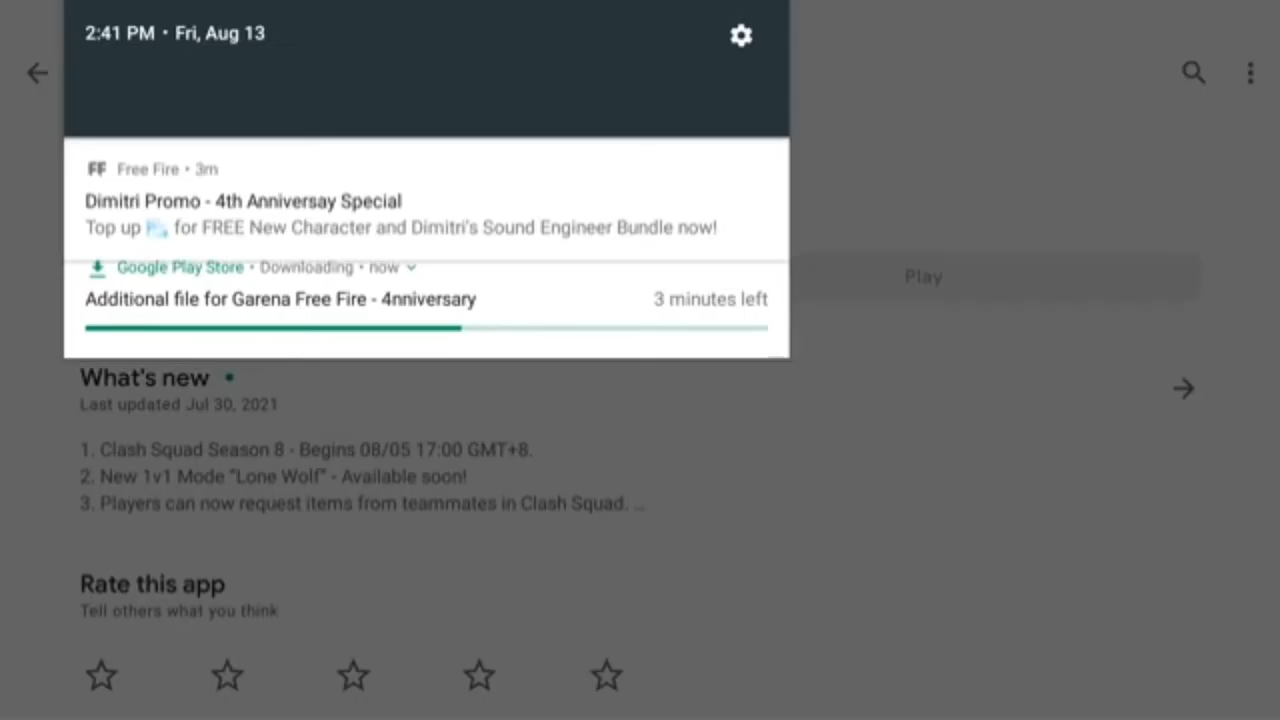 2:41 PM • Fri, Aug 13
FF Free Fire • 3m
Dimitri Promo - 4th Anniversay Special
Top up for FREE New Character and Dimitri's Sound Engineer Bundle now!
Google Play Store • Downloading • now
Additional file for Garena Free Fire - 4nniversary 3 minutes left
Play
What's new •
Last updated Jul 30, 2021
1. Clash Squad Season 8 - Begins 08/05 17:00 GMT+8.
2. New 1v1 Mode "Lone Wolf" - Available soon!
3. Players can now request items from teammates in Clash Squad. ...
Rate this app
Tell others what you think